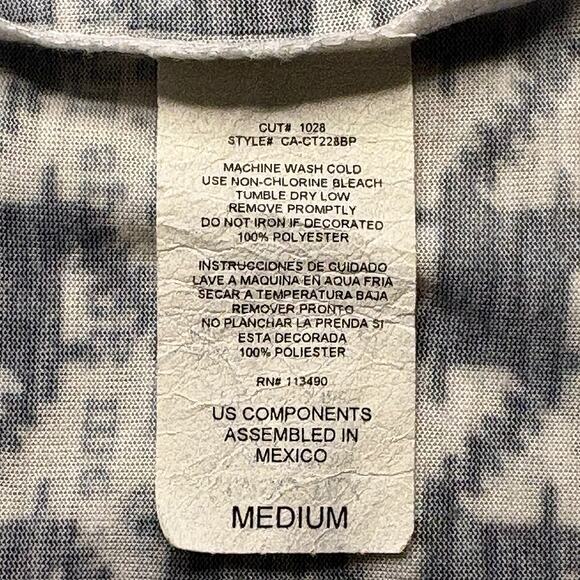 CUT# 1028
STYLE# CA-CT228BP
MACHINE WASH COLD
USE NON-CHLORINE BLEACH
TUMBLE DRY LOW
REMOVE PROMPTLY
DO NOT IRON IF DECORATED
100% POLYESTER
INSTRUCCIONES DE CUIDADO
LAVE A MAQUINA EN AQUA FRIA
SECAR A TEMPERATURA BAJA
REMOVER PRONTO
NO PLANCHAR LA PRENDA SI
ESTA DECORADA
100% POLIESTER
RN# 113490
US COMPONENTS
ASSEMBLED IN
MEXICO
MEDIUM